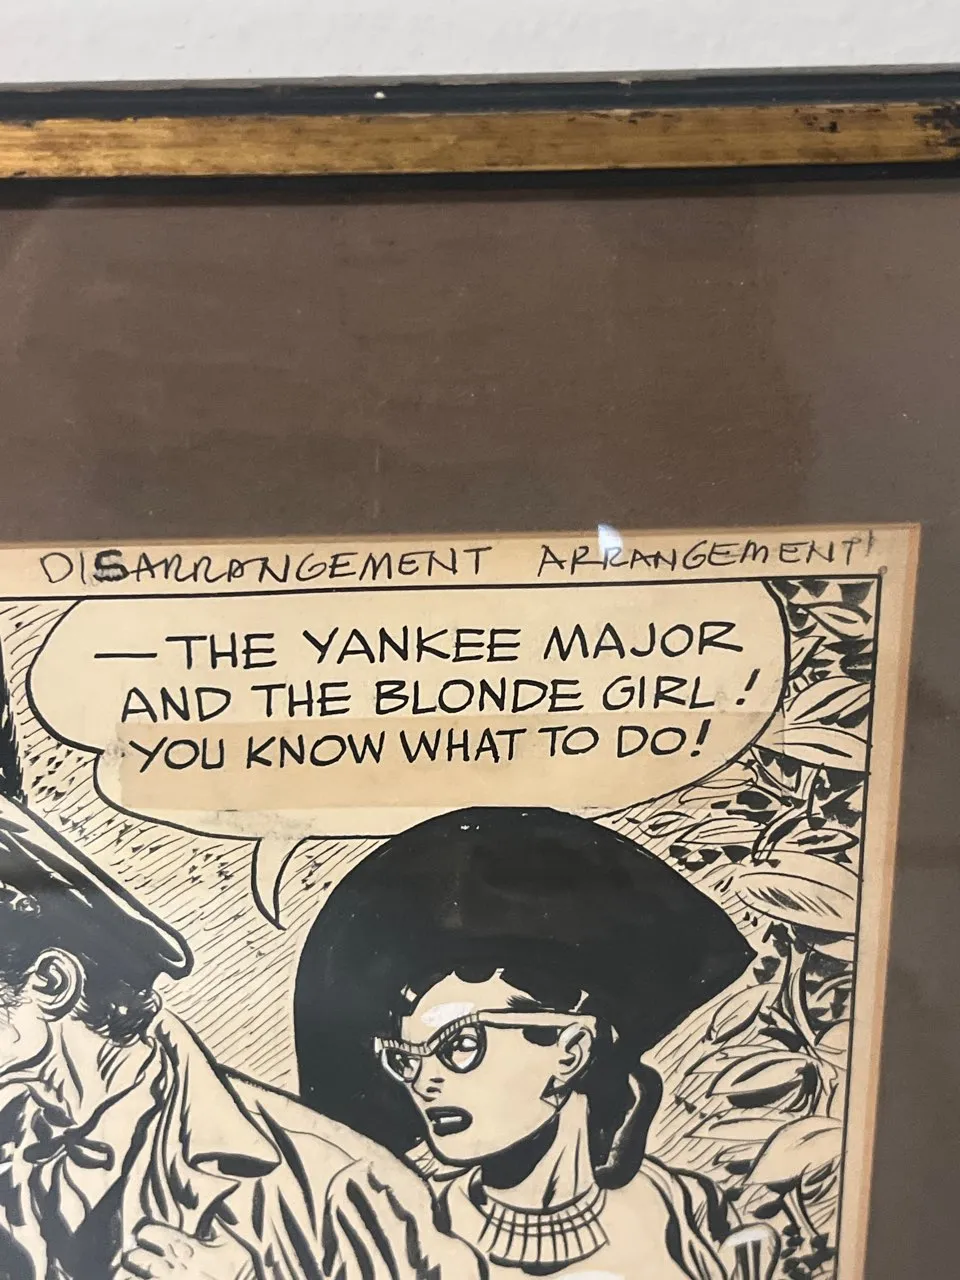 DISARRANGEMENT ARRANGEMENT!
— THE YANKEE MAJOR
AND THE BLONDE GIRL!
YOU KNOW WHAT TO DO!